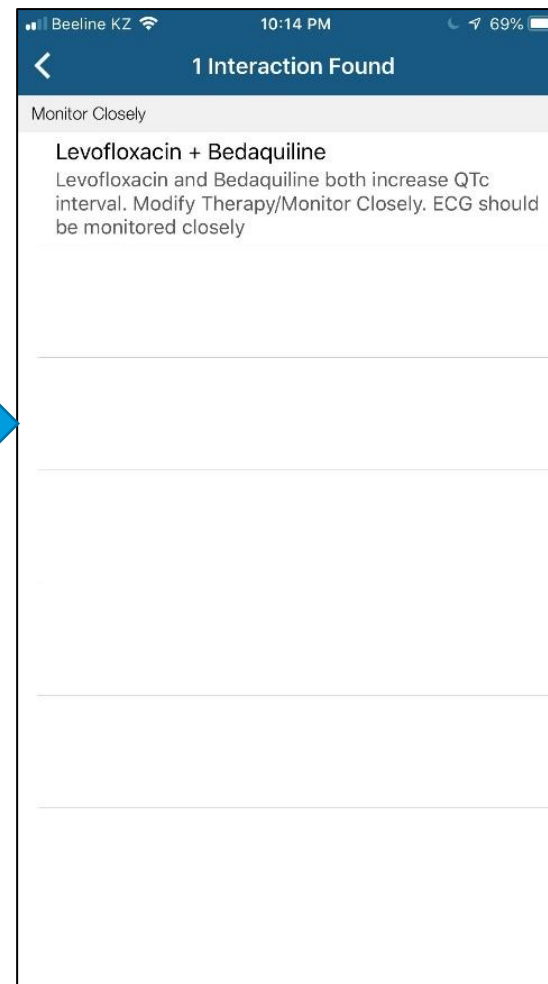 Beeline KZ 10:14 PM 69%
1 Interaction Found
Monitor Closely
Levofloxacin + Bedaquiline
Levofloxacin and Bedaquiline both increase QTc
interval. Modify Therapy/Monitor Closely. ECG should
be monitored closely